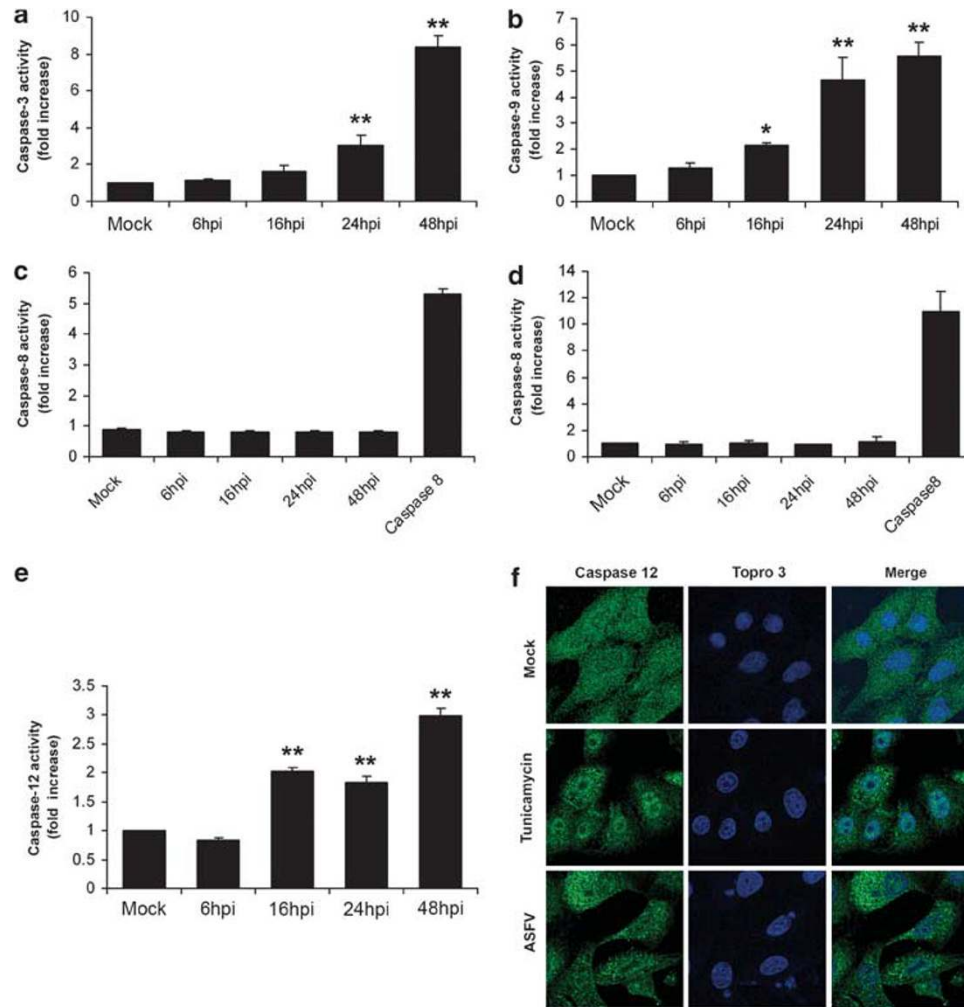 a
Caspase-3 activity
(fold increase)
10
8
6
4
2
0
**
**
Mock 6hpi 16hpi 24hpi 48hpi
b
Caspase-9 activity
(fold increase)
7
6
5
4
3
2
1
0
*
**
**
Mock 6hpi 16hpi 24hpi 48hpi
c
Caspase-8 activity
(fold increase)
6
5
4
3
2
1
0
Mock 6hpi 16hpi 24hpi 48hpi Caspase 8
d
Caspase-8 activity
(fold increase)
14
12
10
8
6
4
2
0
Mock 6hpi 16hpi 24hpi 48hpi Caspase8
e
Caspase-12 activity
(fold increase)
3.5
3
2.5
2
1.5
1
0.5
0
**
**
**
Mock 6hpi 16hpi 24hpi 48hpi
f
Caspase 12 Topro 3 Merge
Mock
Tunicamycin
ASFV